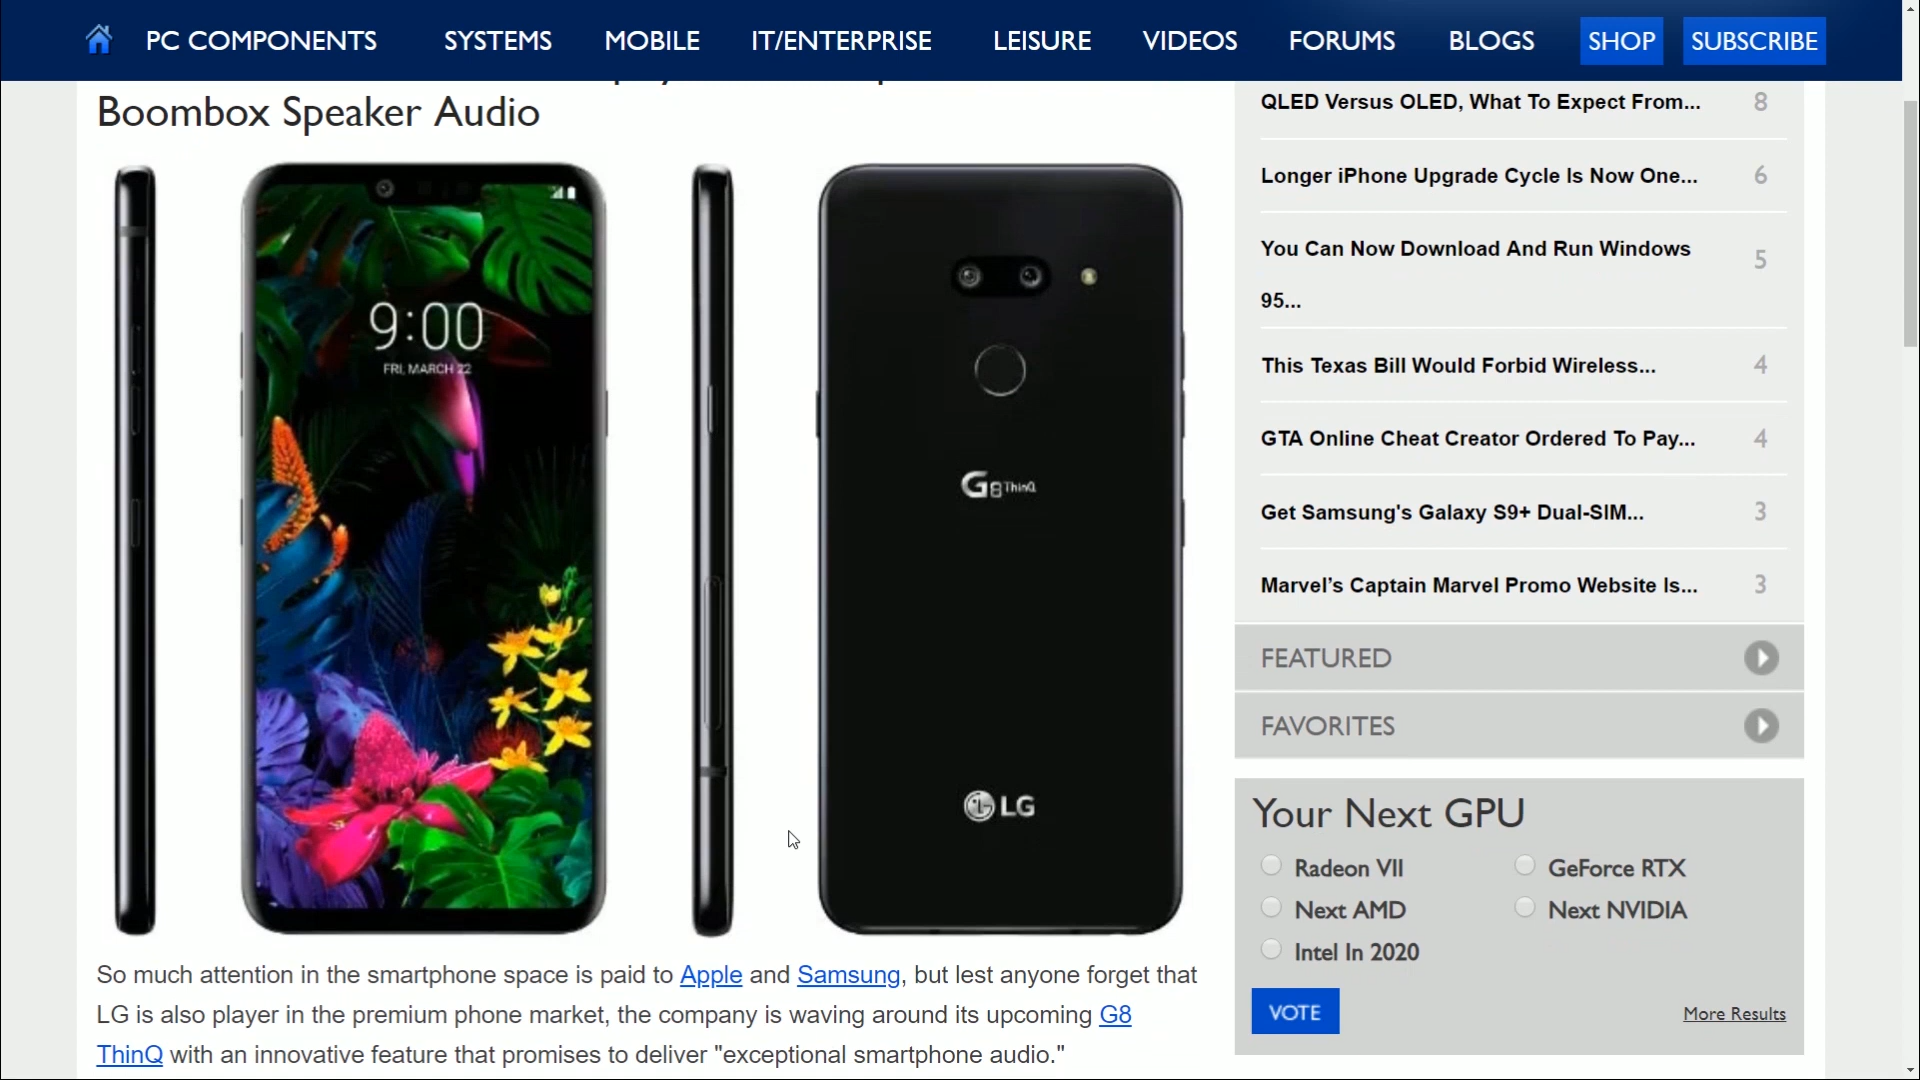 PC COMPONENTS SYSTEMS MOBILE IT/ENTERPRISE LEISURE VIDEOS FORUMS BLOGS SHOP SUBSCRIBE
Boombox Speaker Audio
9:00
FRI, MARCH 22
G8 ThinQ
LG
So much attention in the smartphone space is paid to Apple and Samsung, but lest anyone forget that
LG is also player in the premium phone market, the company is waving around its upcoming G8
ThinQ with an innovative feature that promises to deliver "exceptional smartphone audio."
QLED Versus OLED, What To Expect From... 8
Longer iPhone Upgrade Cycle Is Now One... 6
You Can Now Download And Run Windows
95... 5
This Texas Bill Would Forbid Wireless... 4
GTA Online Cheat Creator Ordered To Pay... 4
Get Samsung's Galaxy S9+ Dual-SIM... 3
Marvel’s Captain Marvel Promo Website Is... 3
FEATURED
FAVORITES
Your Next GPU
Radeon VII GeForce RTX
Next AMD Next NVIDIA
Intel In 2020
VOTE More Results